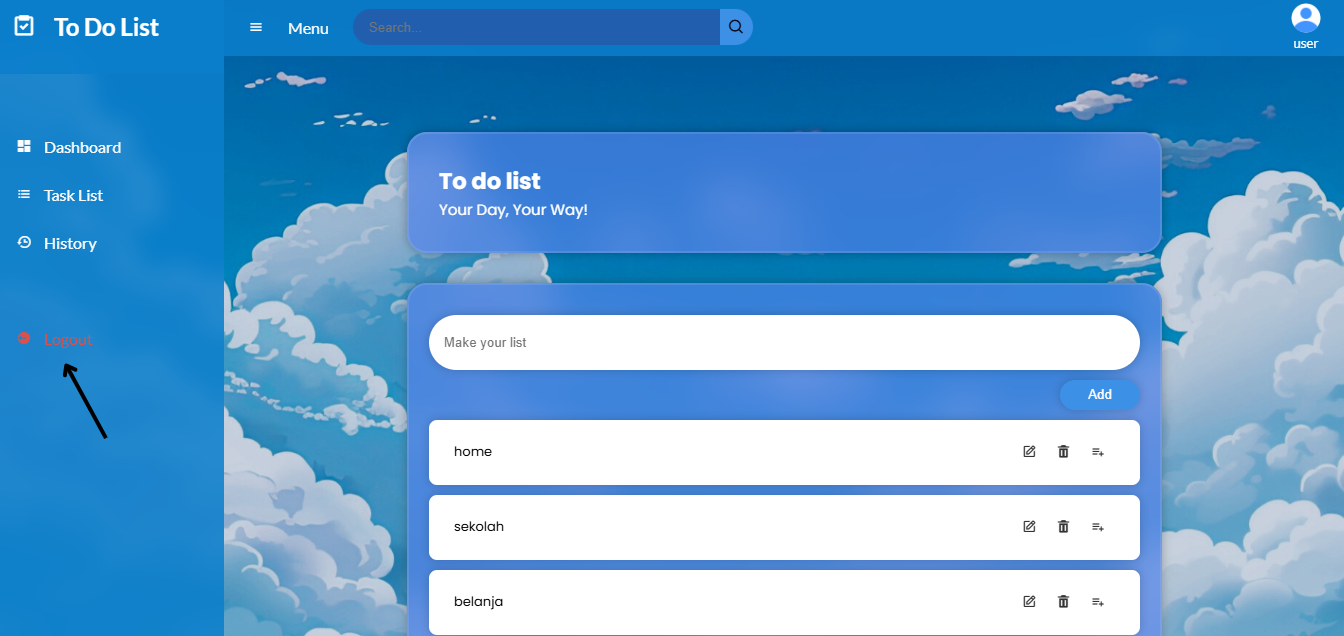 To Do List
Menu
Search...
user
Dashboard
Task List
History
Logout
To do list
Your Day, Your Way!
Make your list
Add
home
sekolah
belanja